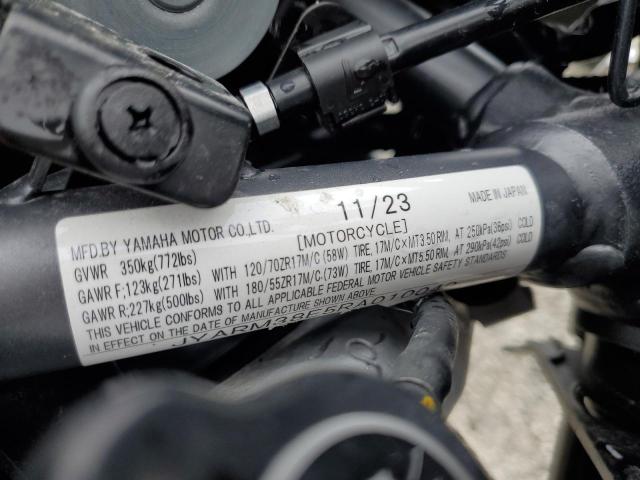 11/23
MADE IN JAPAN
MFD.BY YAMAHA MOTOR CO.,LTD.
[MOTORCYCLE]
GVWR 350kg(772lbs)
GAWR F;123kg(271lbs) WITH 120/70ZR17M/C (58W) TIRE, 17M/C×MT3.50 RIM, AT 250kPa(36psi) COLD
GAWR R;227kg(500lbs) WITH 180/55ZR17M/C (73W) TIRE, 17M/C×MT5.50 RIM, AT 290kPa(42psi) COLD
THIS VEHICLE CONFORMS TO ALL APPLICABLE FEDERAL MOTOR VEHICLE SAFETY STANDARDS
IN EFFECT ON THE DATE OF MANUFACTURE SHOWN ABOVE.